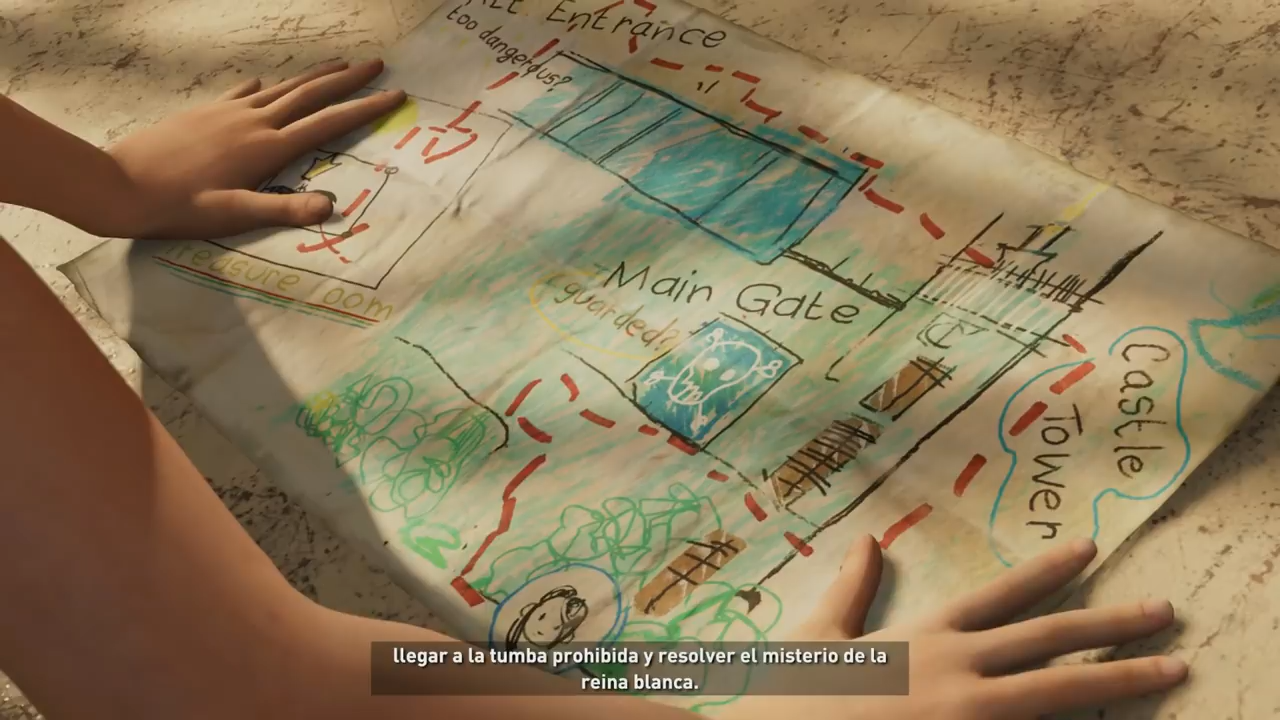 Entrance
too dangerous?
Main Gate
guarded?
Treasure room
Castle
Tower
llegar a la tumba prohibida y resolver el misterio de la
reina blanca.